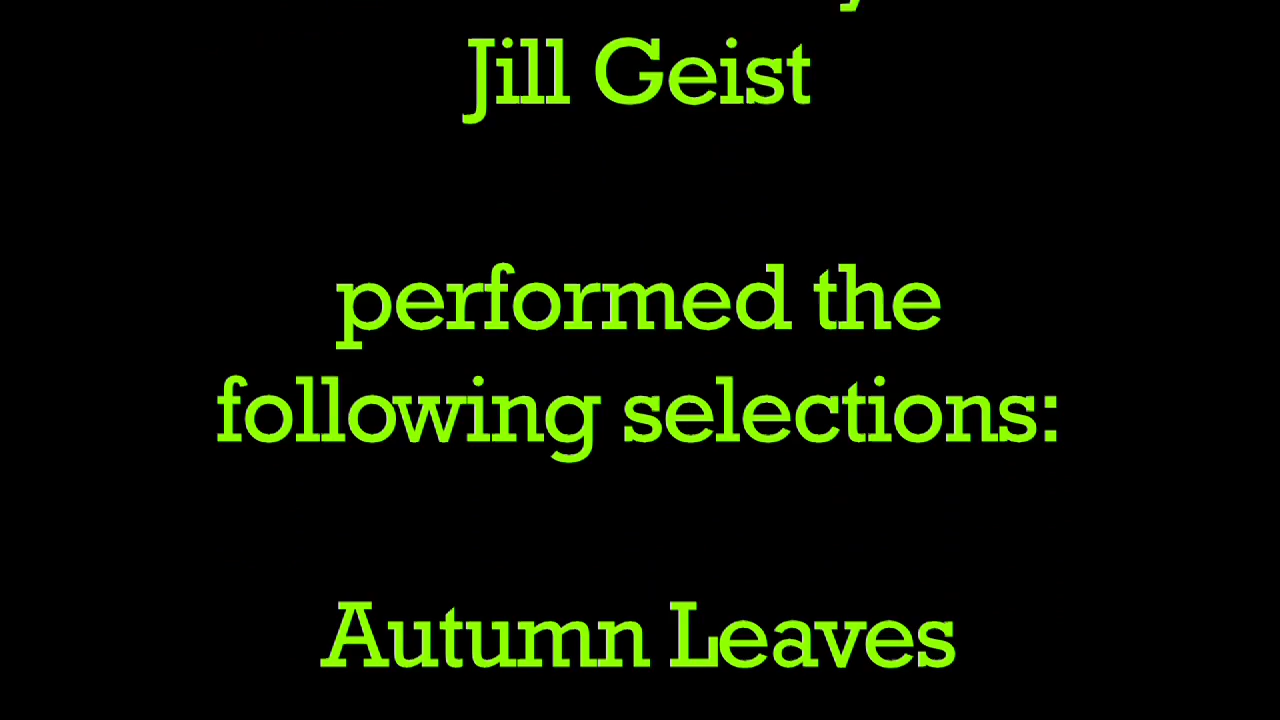 Jill Geist
performed the
following selections:
Autumn Leaves